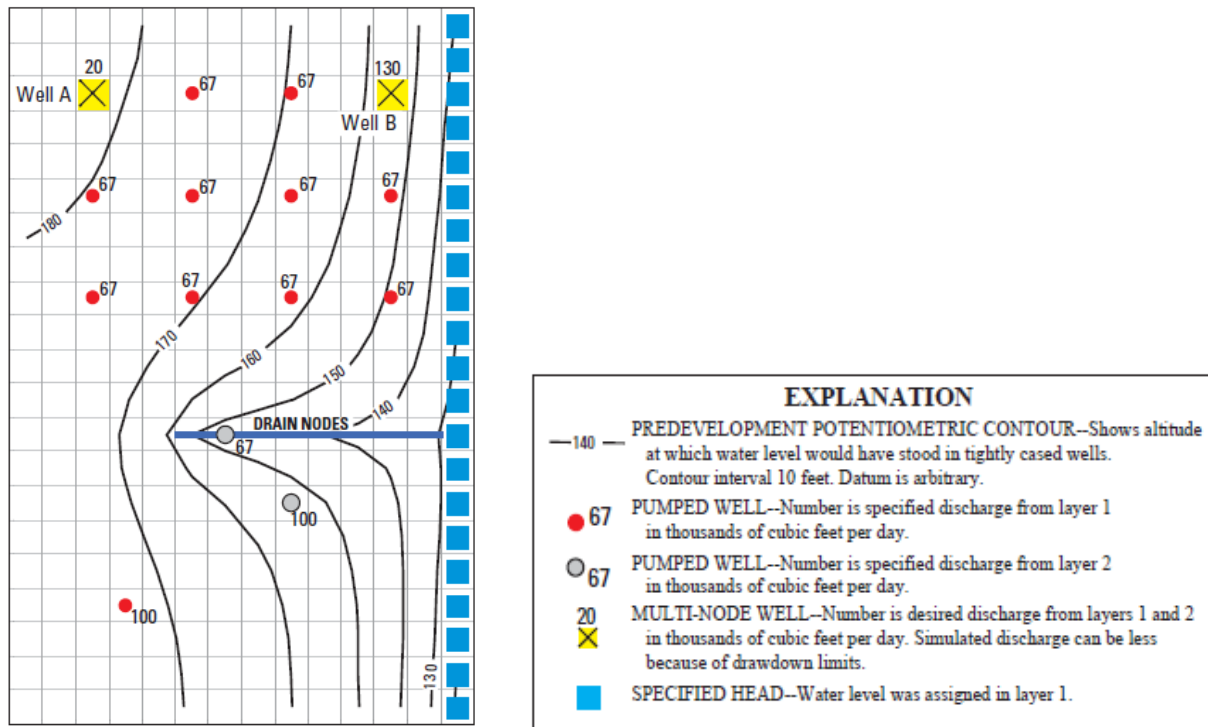 20
Well A
67
67
130
Well B
67
67
67
67
180
67
67
67
67
170
160
150
140
DRAIN NODES
67
100
100
130
EXPLANATION
140 PREDEVELOPMENT POTENTIOMETRIC CONTOUR--Shows altitude
at which water level would have stood in tightly cased wells.
Contour interval 10 feet. Datum is arbitrary.
67 PUMPED WELL--Number is specified discharge from layer 1
in thousands of cubic feet per day.
67 PUMPED WELL--Number is specified discharge from layer 2
in thousands of cubic feet per day.
20 MULTI-NODE WELL--Number is desired discharge from layers 1 and 2
in thousands of cubic feet per day. Simulated discharge can be less
because of drawdown limits.
SPECIFIED HEAD--Water level was assigned in layer 1.